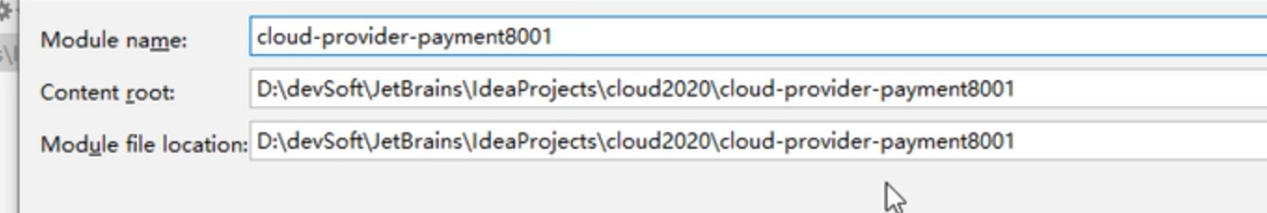 Module name: cloud-provider-payment8001
Content root: D:\devSoft\JetBrains\IdeaProjects\cloud2020\cloud-provider-payment8001
Module file location: D:\devSoft\JetBrains\IdeaProjects\cloud2020\cloud-provider-payment8001